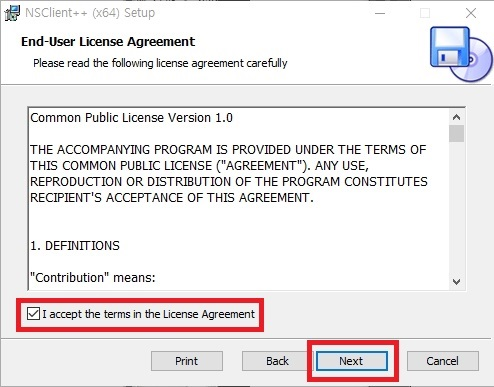 NSClient++ (x64) Setup
End-User License Agreement
Please read the following license agreement carefully
Common Public License Version 1.0
THE ACCOMPANYING PROGRAM IS PROVIDED UNDER THE TERMS OF
THIS COMMON PUBLIC LICENSE ("AGREEMENT"). ANY USE,
REPRODUCTION OR DISTRIBUTION OF THE PROGRAM CONSTITUTES
RECIPIENT'S ACCEPTANCE OF THIS AGREEMENT.
1. DEFINITIONS
"Contribution" means:
I accept the terms in the License Agreement
Print Back Next Cancel